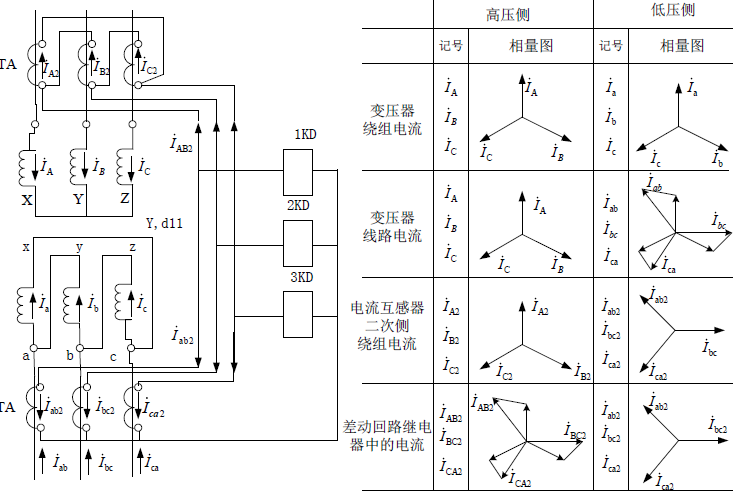 TA
İA2
İB2
İC2
İAB2
İA
İB
İC
X
Y
Z
1KD
2KD
3KD
Y,d11
x
y
z
İa
İb
İc
a
b
c
İab2
TA
İab2
İbc2
İca2
İab
İbc
İca
高压侧
低压侧
记号
相量图
记号
相量图
变压器
绕组电流
İA
İB
İC
İA
İC
İB
İa
İb
İc
İa
İc
İb
变压器
线路电流
İA
İB
İC
İA
İC
İB
İab
İbc
İca
İab
İbc
İca
电流互感器
二次侧
绕组电流
İA2
İB2
İC2
İA2
İC2
İB2
İab2
İbc2
İca2
İab2
İbc
İca2
差动回路继电
器中的电流
İAB2
İBC2
İCA2
İAB2
İBC2
İCA2
İab2
İbc2
İca2
İab2
İbc2
İca2